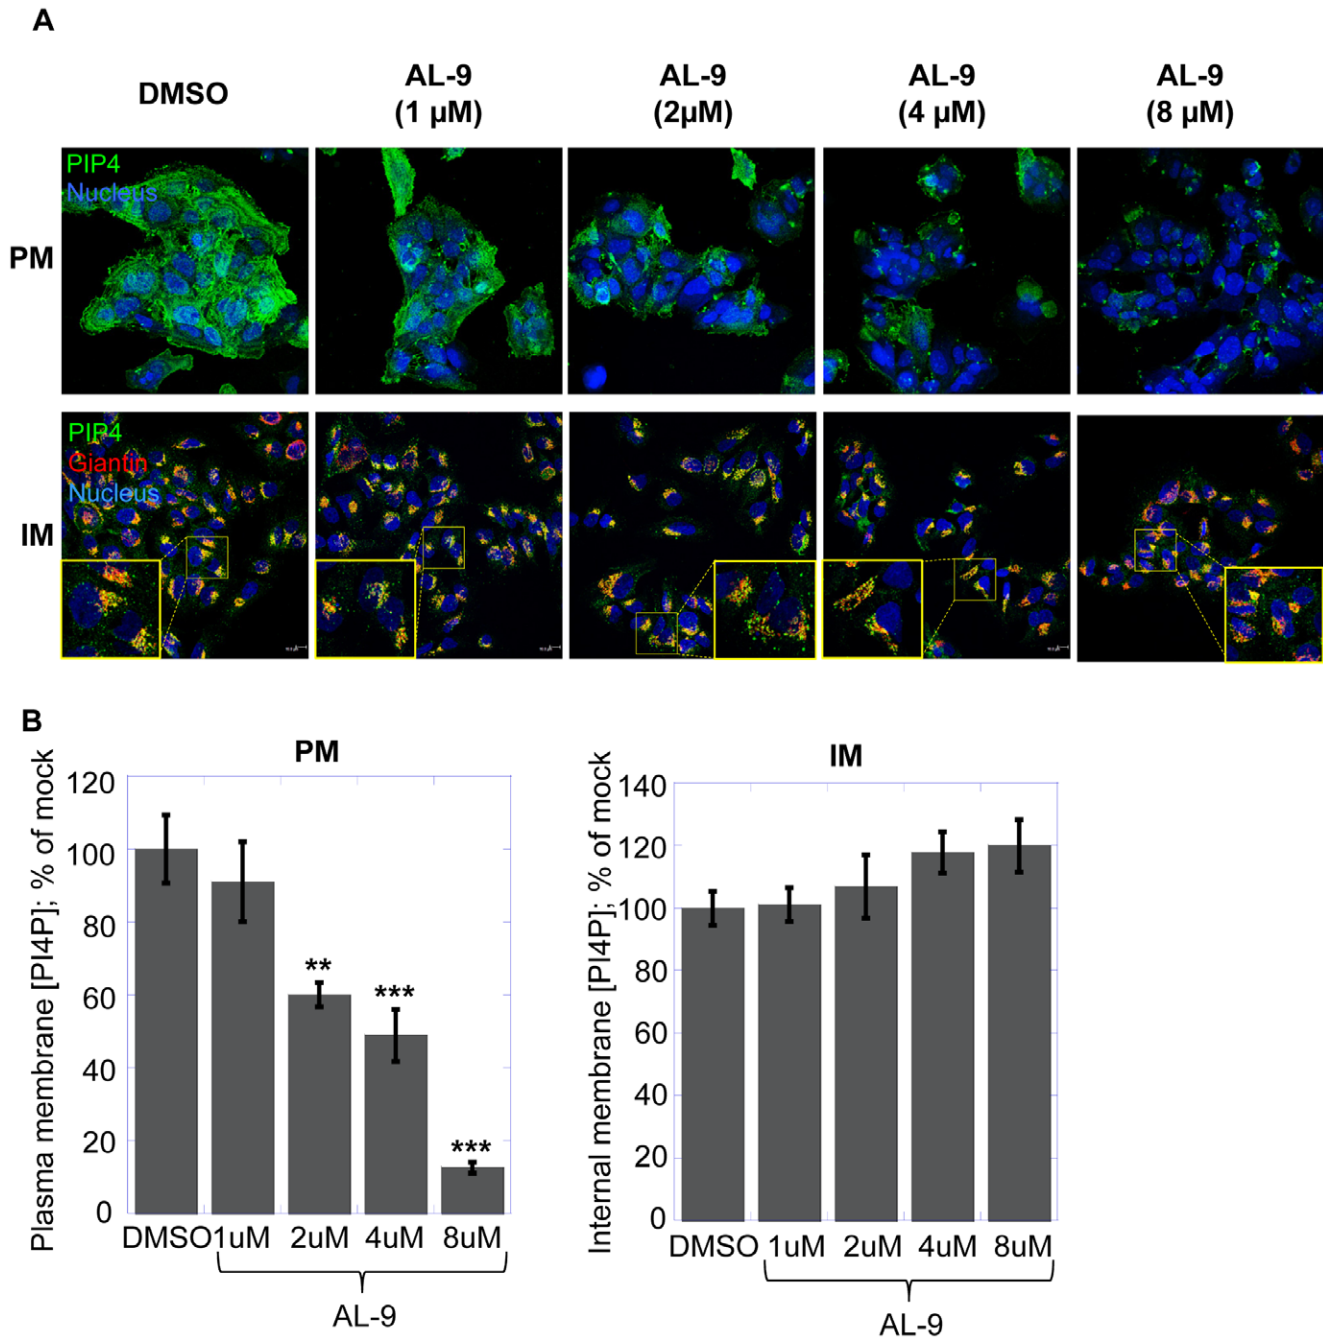 A
DMSO
AL-9
(1 µM)
AL-9
(2µM)
AL-9
(4 µM)
AL-9
(8 µM)
PM
PIP4
Nucleus
IM
PIP4
Giantin
Nucleus
B
PM
Plasma membrane [PI4P]; % of mock
120
100
80
60
40
20
0
**
***
***
DMSO 1uM 2uM 4uM 8uM
AL-9
IM
Internal membrane [PI4P]; % of mock
140
120
100
80
60
40
20
0
DMSO 1uM 2uM 4uM 8uM
AL-9